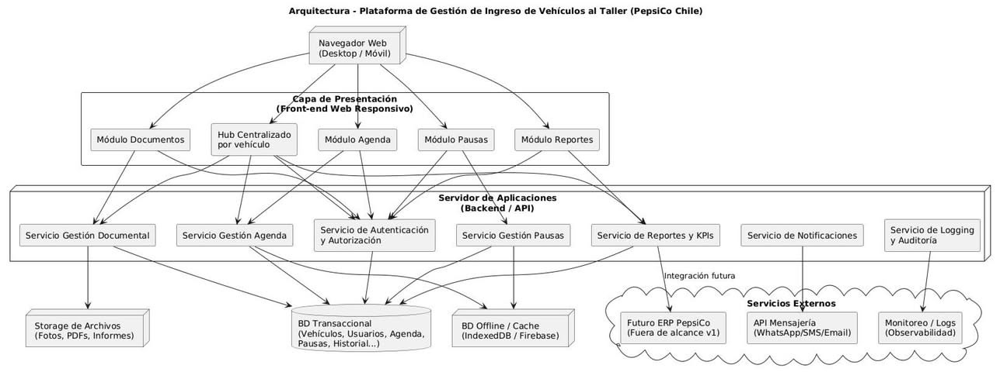 Arquitectura - Plataforma de Gestión de Ingreso de Vehículos al Taller (PepsiCo Chile)
Navegador Web
(Desktop / Móvil)
Capa de Presentación
(Front-end Web Responsivo)
Módulo Documentos
Hub Centralizado
por vehículo
Módulo Agenda
Módulo Pausas
Módulo Reportes
Servidor de Aplicaciones
(Backend / API)
Servicio Gestión Documental
Servicio Gestión Agenda
Servicio de Autenticación
y Autorización
Servicio Gestión Pausas
Servicio de Reportes y KPIs
Servicio de Notificaciones
Servicio de Logging
y Auditoría
Integración futura
Servicios Externos
Storage de Archivos
(Fotos, PDFs, Informes)
BD Transaccional
(Vehículos, Usuarios, Agenda,
Pausas, Historial...)
BD Offline / Cache
(IndexedDB / Firebase)
Futuro ERP PepsiCo
(Fuera de alcance v1)
API Mensajería
(WhatsApp/SMS/Email)
Monitoreo / Logs
(Observabilidad)